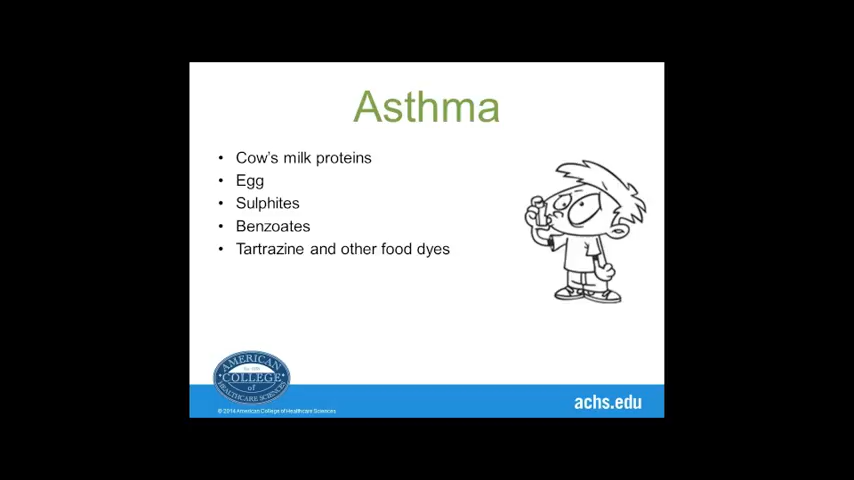 Asthma
• Cow's milk proteins
• Egg
• Sulphites
• Benzoates
• Tartrazine and other food dyes
AMERICAN
COLLEGE
of
HEALTHCARE SCIENCES
© 2014 American College of Healthcare Sciences
achs.edu